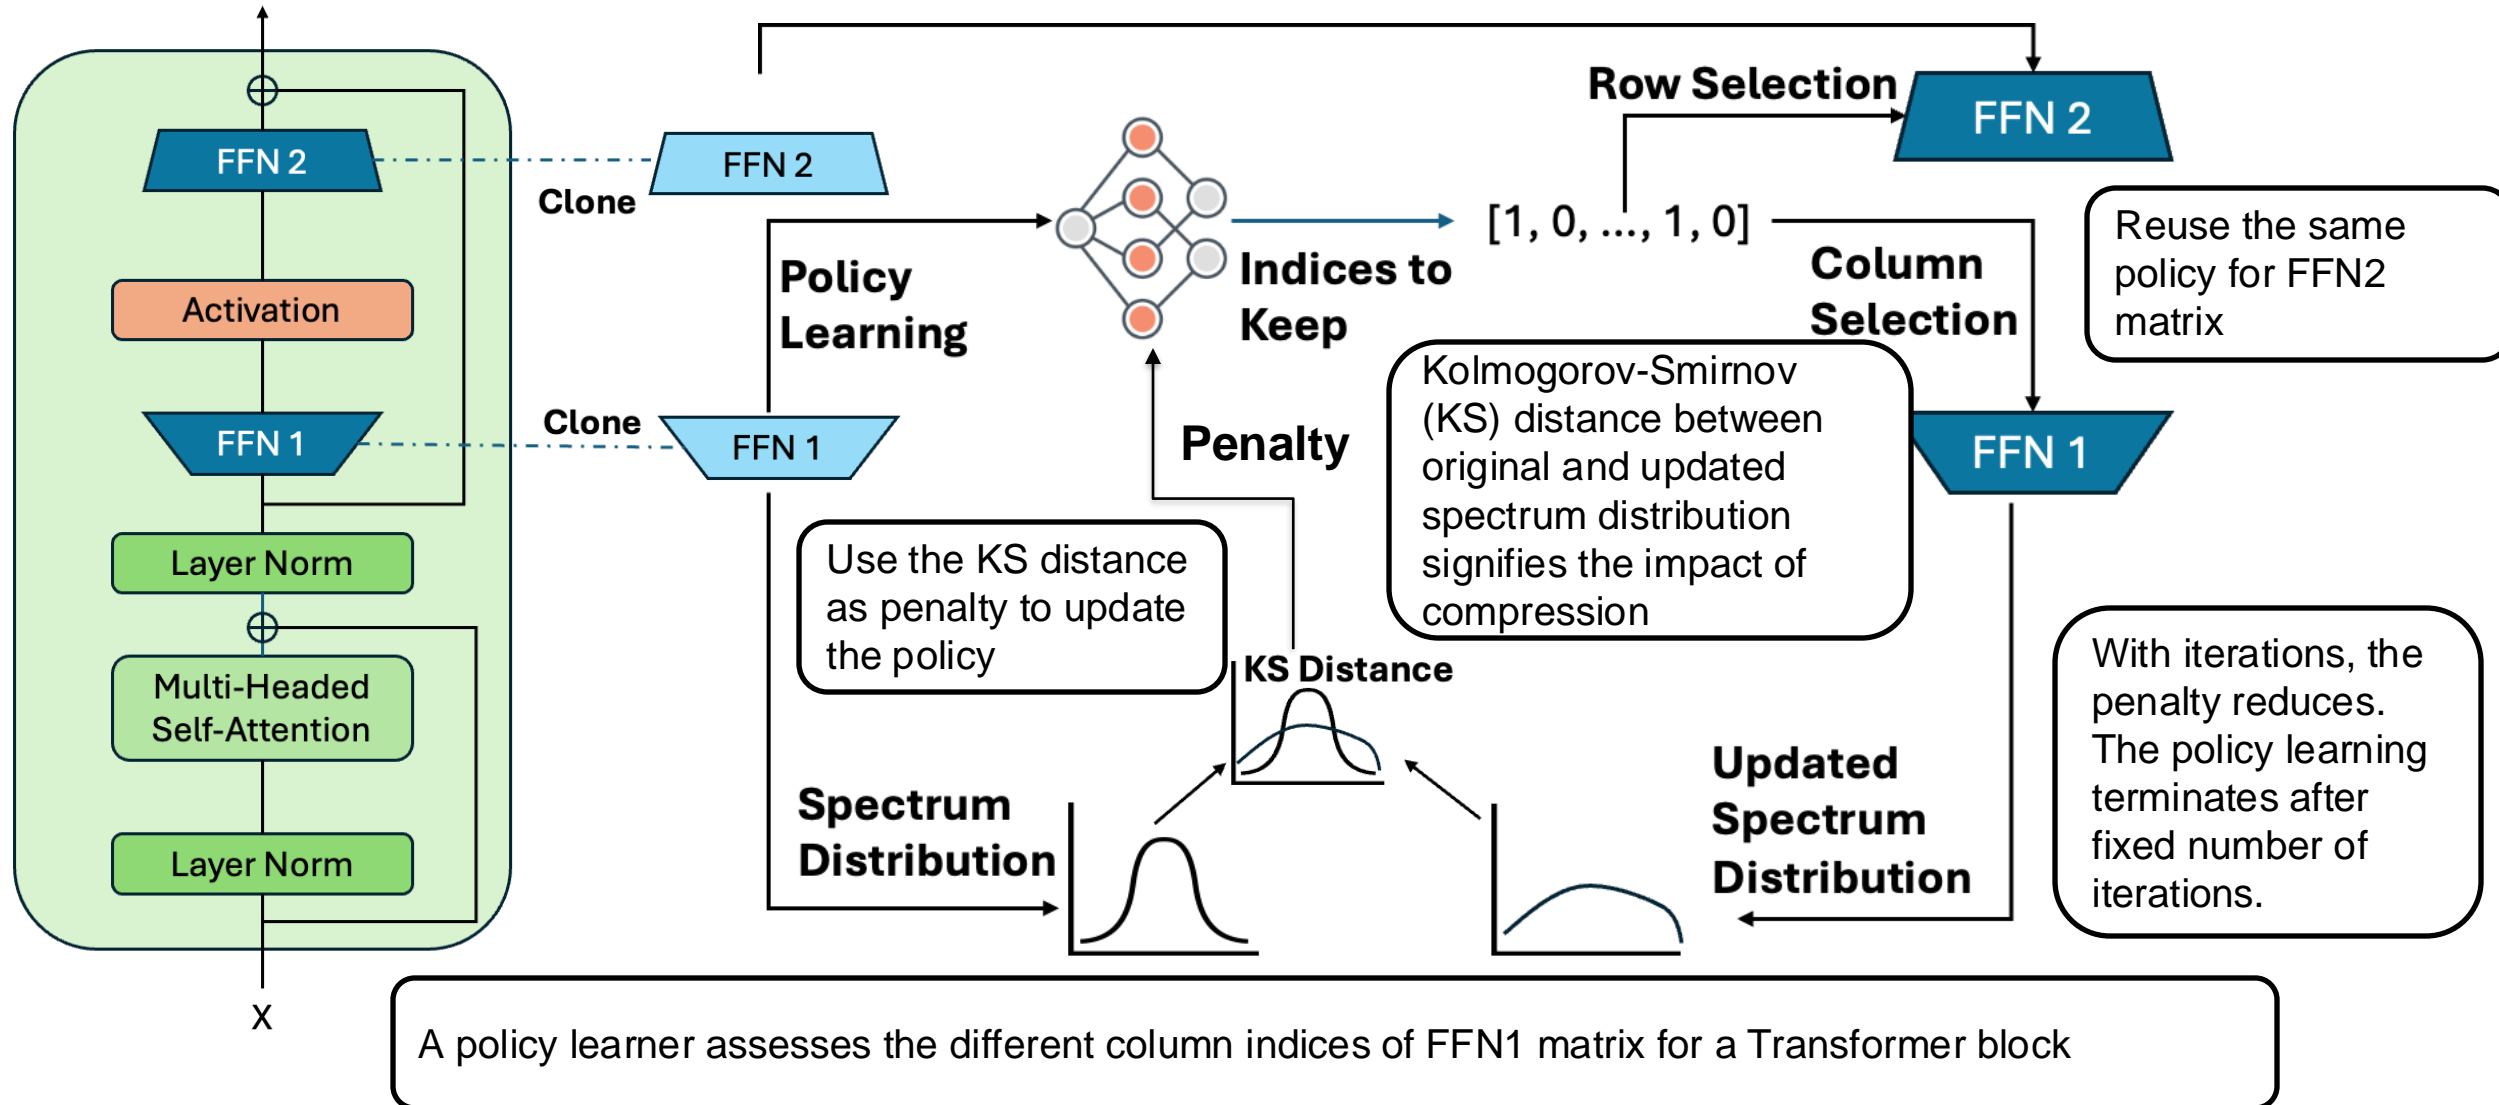 FFN 2
Activation
FFN 1
Layer Norm
Multi-Headed
Self-Attention
Layer Norm
x
Clone
FFN 2
Clone
FFN 1
Policy
Learning
Indices to
Keep
[1, 0, ..., 1, 0]
Row Selection
FFN 2
Column
Selection
FFN 1
Reuse the same
policy for FFN2
matrix
Kolmogorov-Smirnov
(KS) distance between
original and updated
spectrum distribution
signifies the impact of
compression
Penalty
Use the KS distance
as penalty to update
the policy
KS Distance
Spectrum
Distribution
Updated
Spectrum
Distribution
With iterations, the
penalty reduces.
The policy learning
terminates after
fixed number of
iterations.
A policy learner assesses the different column indices of FFN1 matrix for a Transformer block